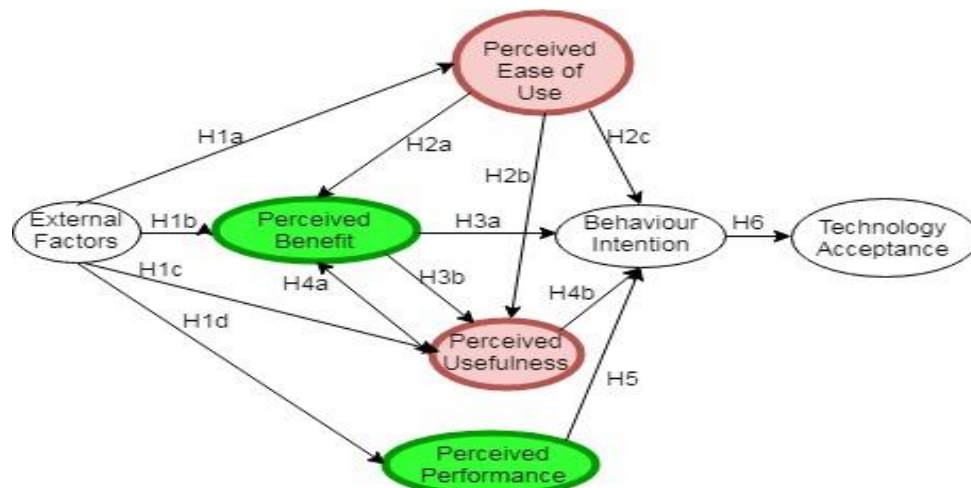 Perceived
Ease of
Use
H1a
H2a
H2c
H2b
External
Factors
H1b
Perceived
Benefit
H3a
Behaviour
Intention
H6
Technology
Acceptance
H1c
H4a
H3b
H4b
H1d
Perceived
Usefulness
H5
Perceived
Performance